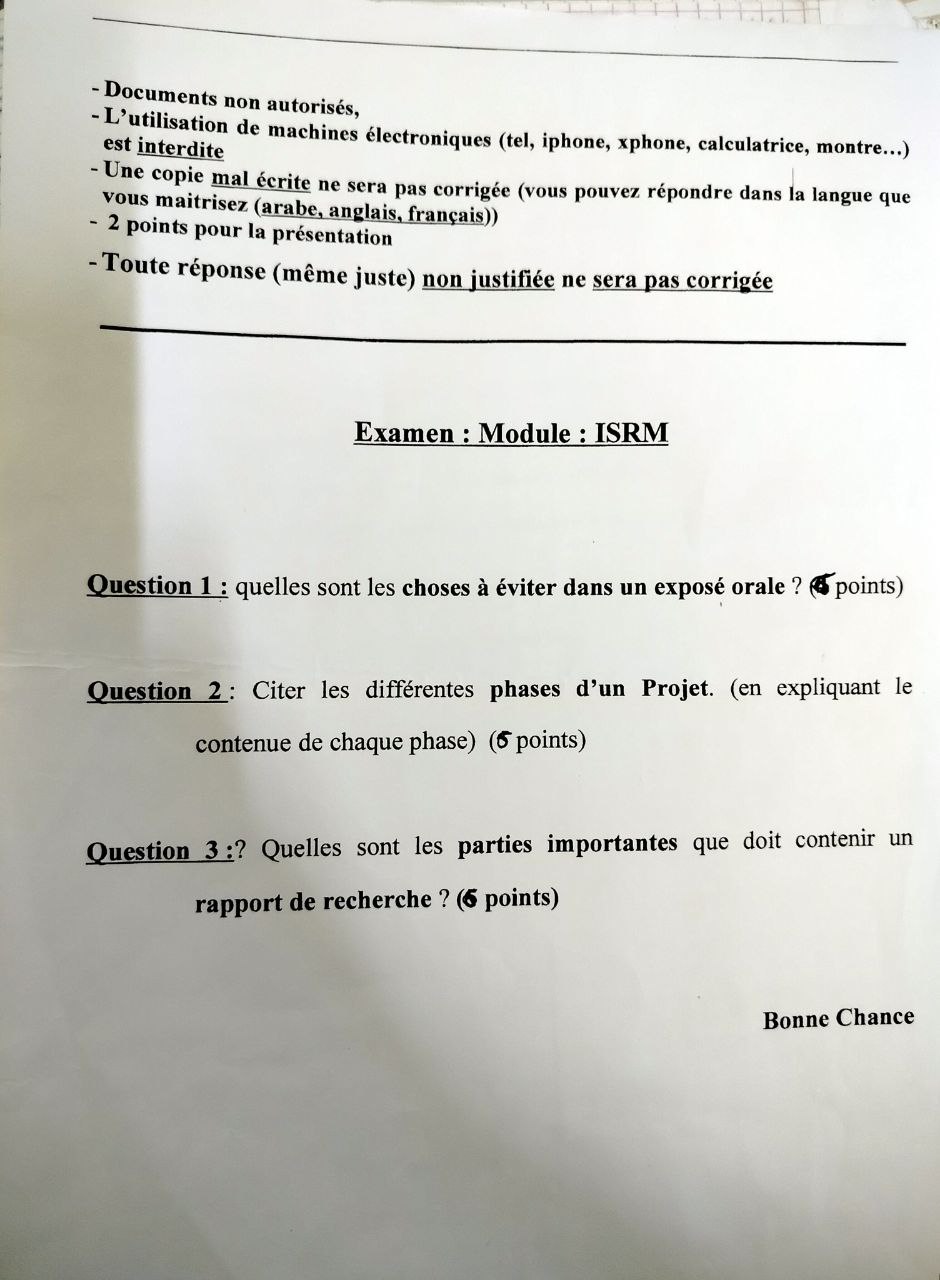 - Documents non autorisés,
- L’utilisation de machines électroniques (tel, iphone, xphone, calculatrice, montre...)
est interdite
- Une copie mal écrite ne sera pas corrigée (vous pouvez répondre dans la langue que
vous maitrisez (arabe, anglais, français))
- 2 points pour la présentation
- Toute réponse (même juste) non justifiée ne sera pas corrigée
Examen : Module : ISRM
Question 1 : quelles sont les choses à éviter dans un exposé orale ? ( points)
Question 2 : Citer les différentes phases d’un Projet. (en expliquant le
contenue de chaque phase) ( points)
Question 3 :? Quelles sont les parties importantes que doit contenir un
rapport de recherche ? (6 points)
Bonne Chance